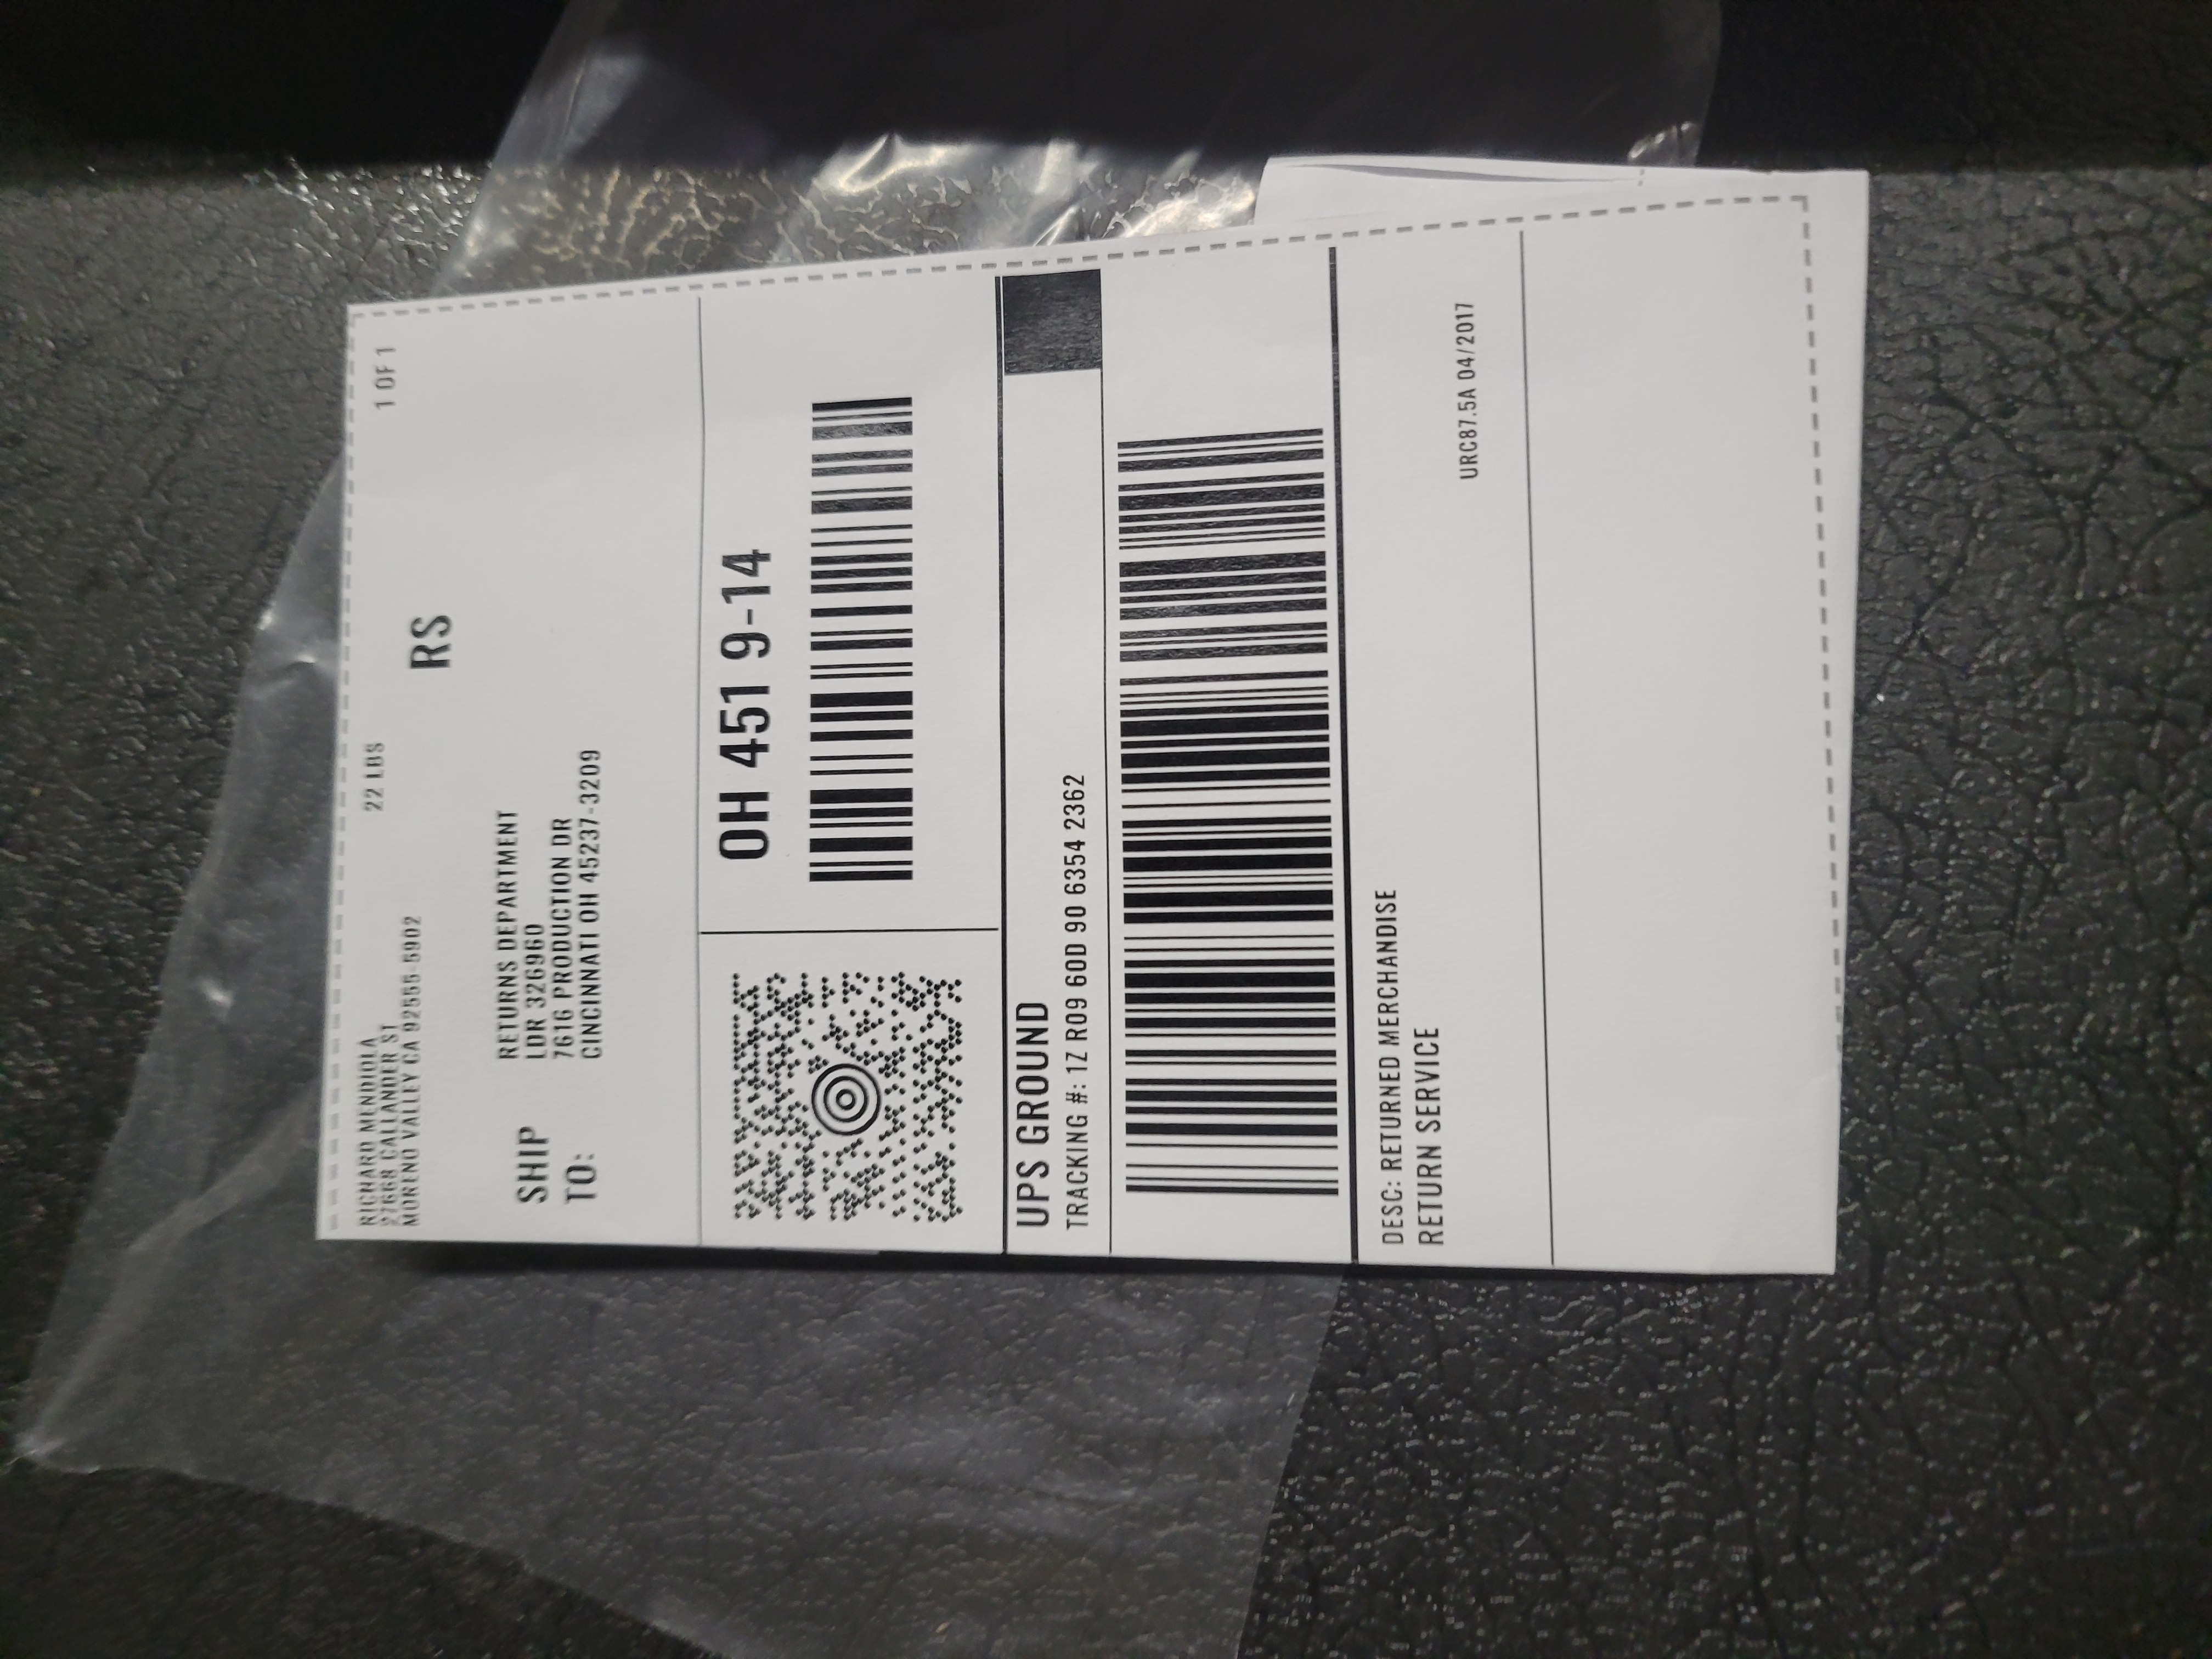 RICHARD MENDIOLA
27668 CALLANDER ST
MORENO VALLEY CA 92555-5902
22 LBS
1 OF 1
RS
SHIP
TO:
RETURNS DEPARTMENT
LDR 326960
7616 PRODUCTION DR
CINCINNATI OH 45237-3209
OH 451 9-14
UPS GROUND
TRACKING #: 1Z R09 60D 90 6354 2362
DESC: RETURNED MERCHANDISE
RETURN SERVICE
URC87.5A 04/2017